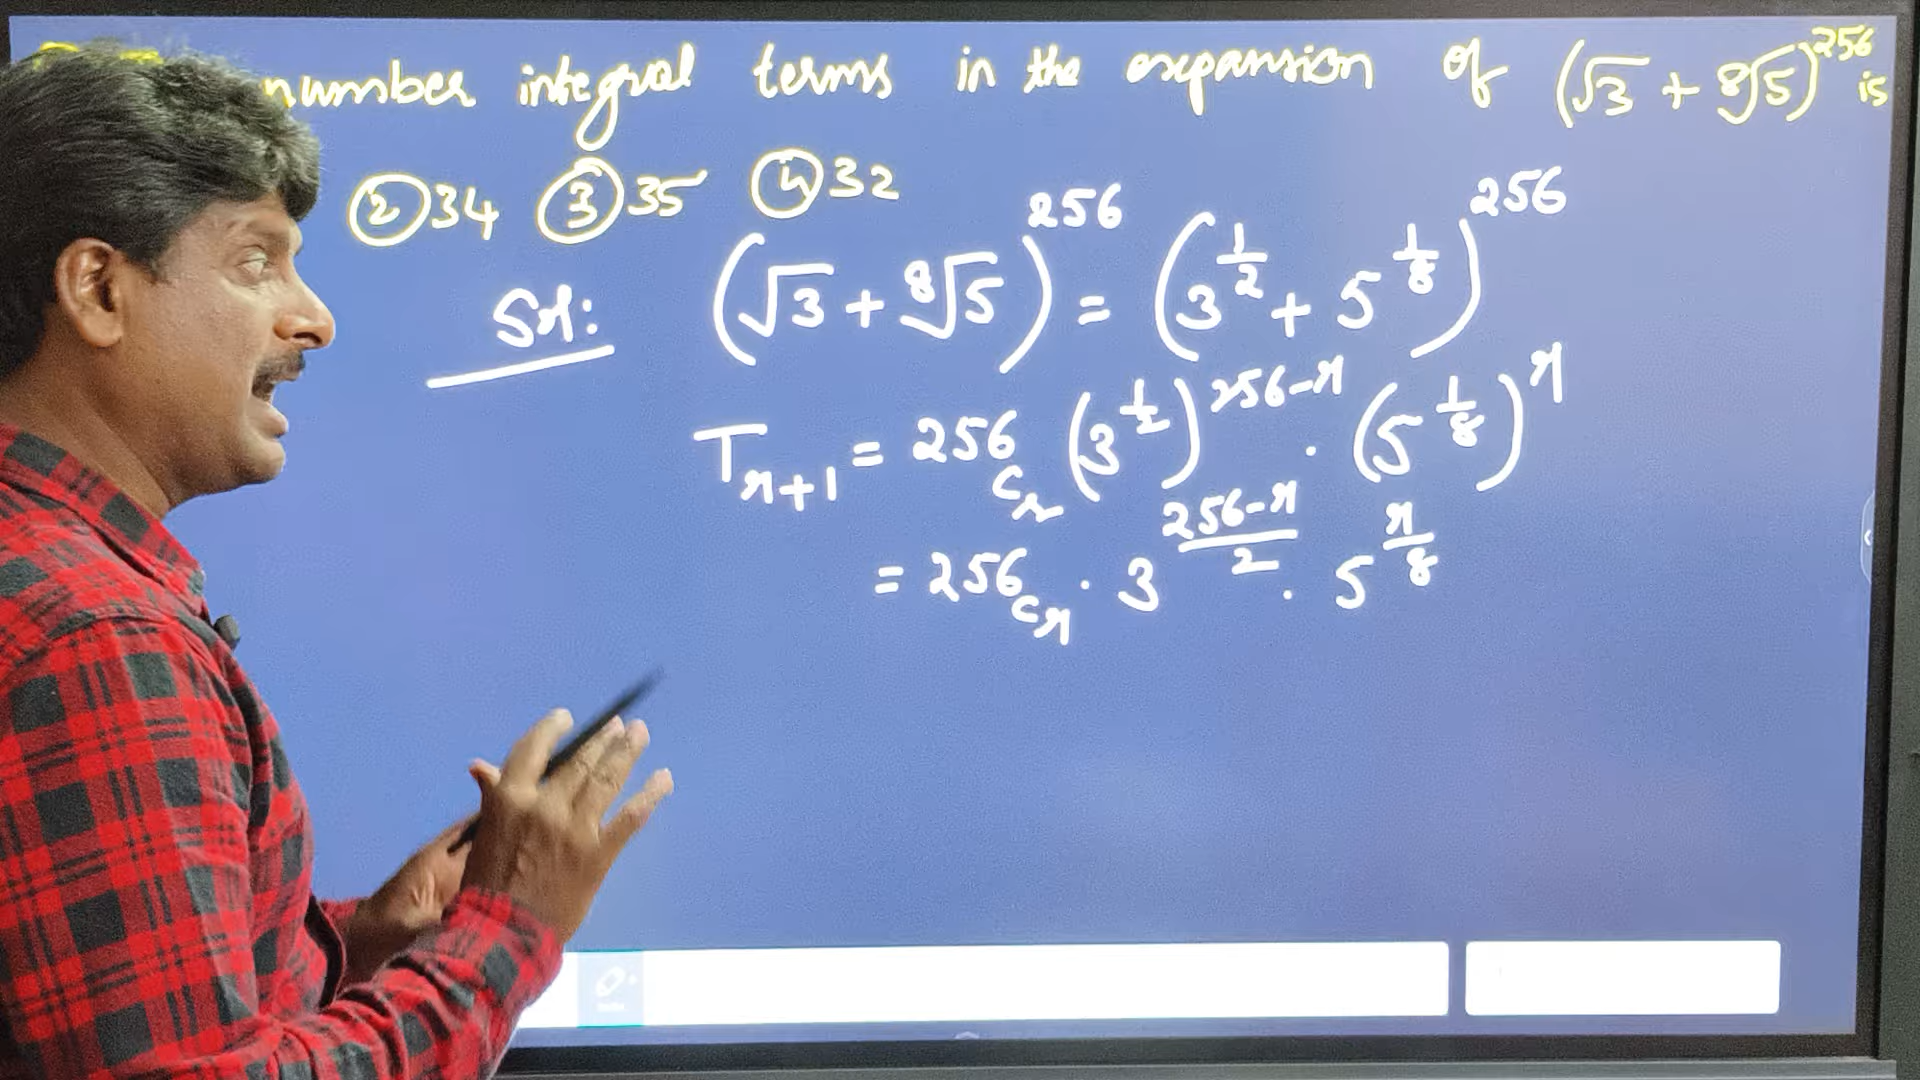 number integral terms in the expansion of (√3 + ⁸√5)²⁵⁶ is
② 34 ③ 35 ④ 32
Sol: (√3 + ⁸√5)²⁵⁶ = (3^(1/2) + 5^(1/8))²⁵⁶
T_(r+1) = 256_(C_r) (3^(1/2))^(256-r) · (5^(1/8))^r
= 256_(C_r) · 3^((256-r)/2) · 5^(r/8)